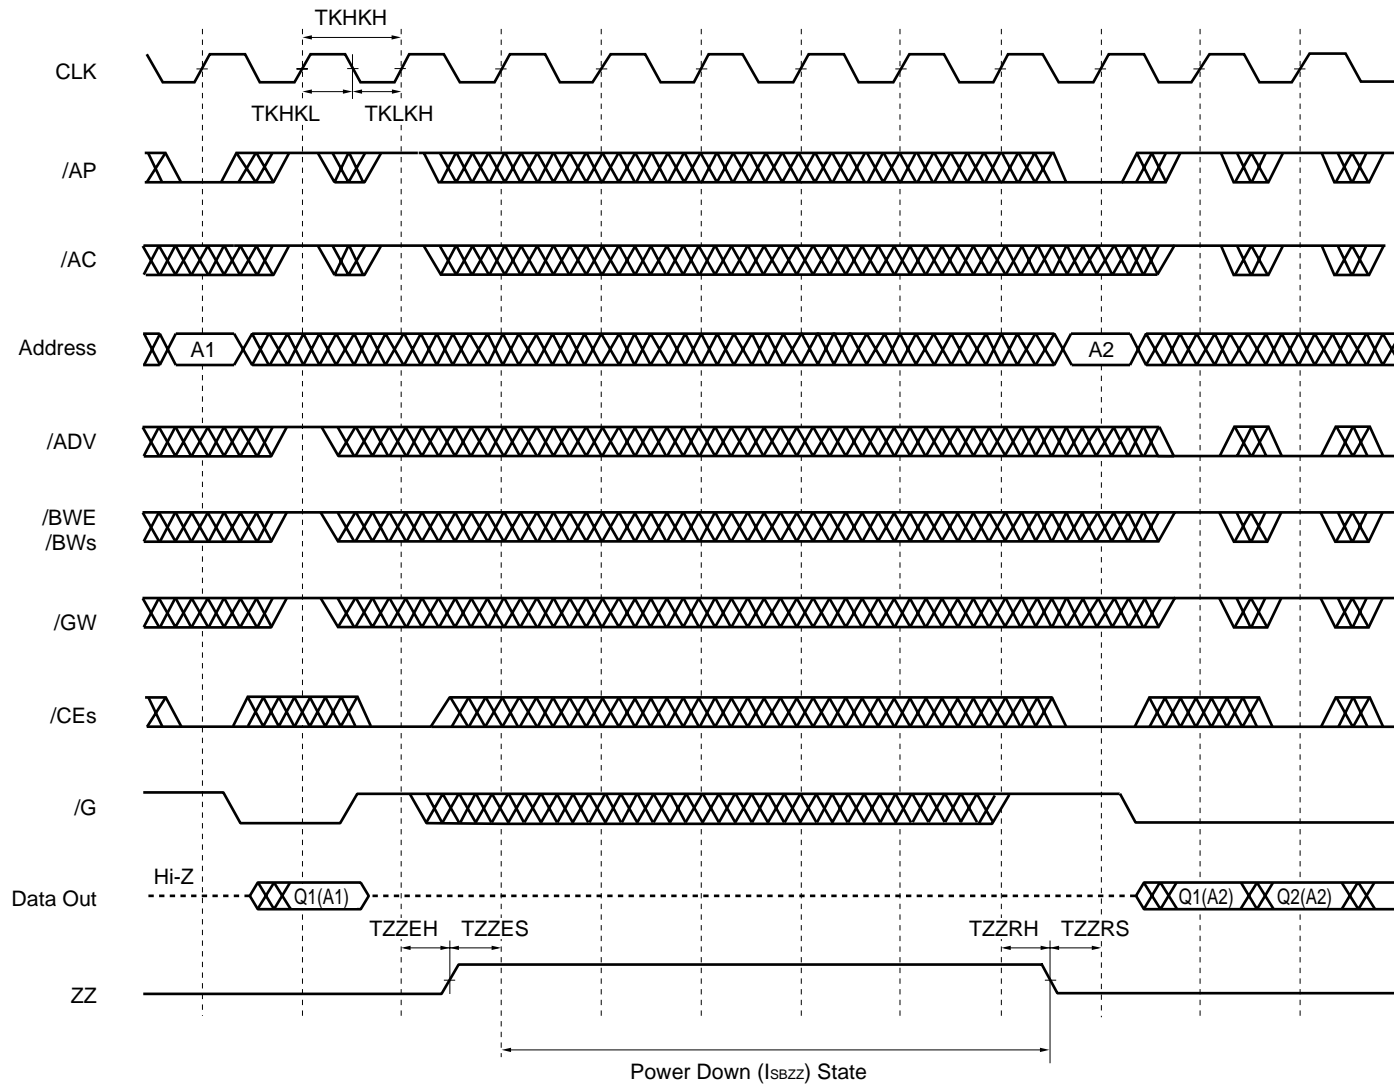 TKHKH
CLK
TKHKL TKLKH
/AP
/AC
Address A1 A2
/ADV
/BWE
/BWs
/GW
/CEs
/G
Hi-Z
Data Out Q1(A1) Q1(A2) Q2(A2)
TZZEH TZZES TZZRH TZZRS
ZZ
Power Down (ISBZZ) State